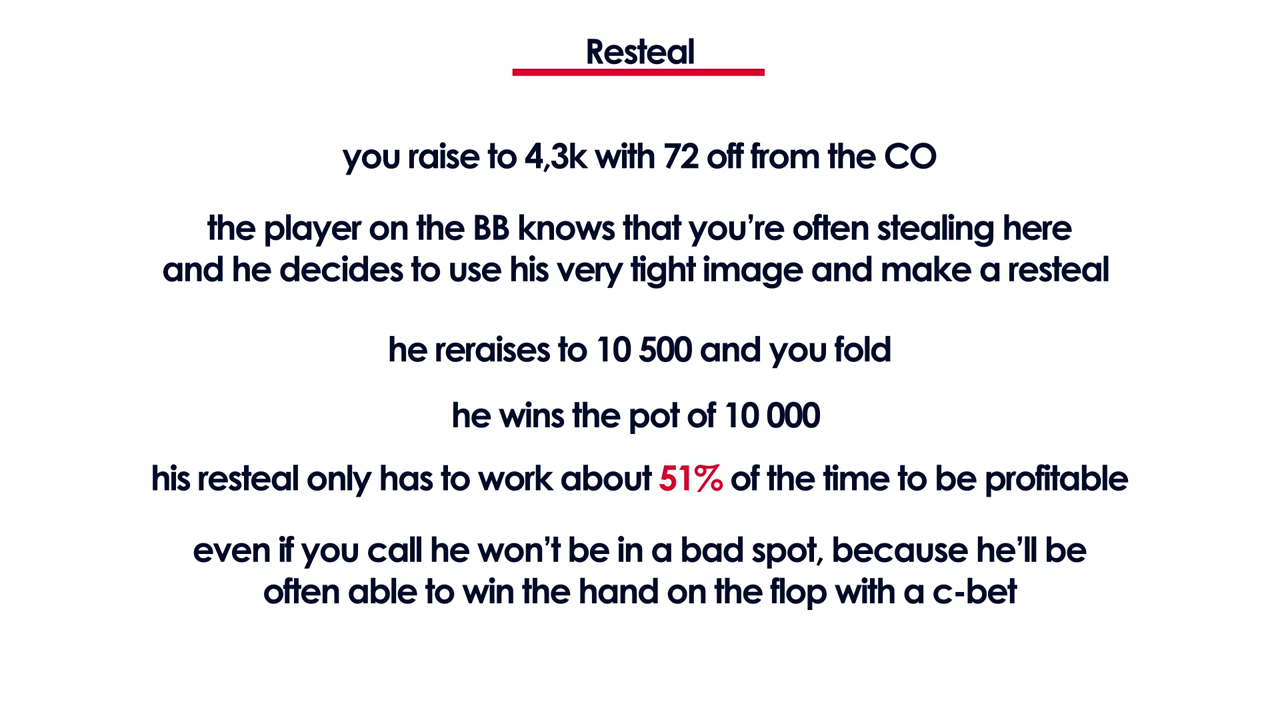 Resteal
you raise to 4,3k with 72 off from the CO
the player on the BB knows that you're often stealing here
and he decides to use his very tight image and make a resteal
he reraises to 10 500 and you fold
he wins the pot of 10 000
his resteal only has to work about 51% of the time to be profitable
even if you call he won't be in a bad spot, because he'll be
often able to win the hand on the flop with a c-bet